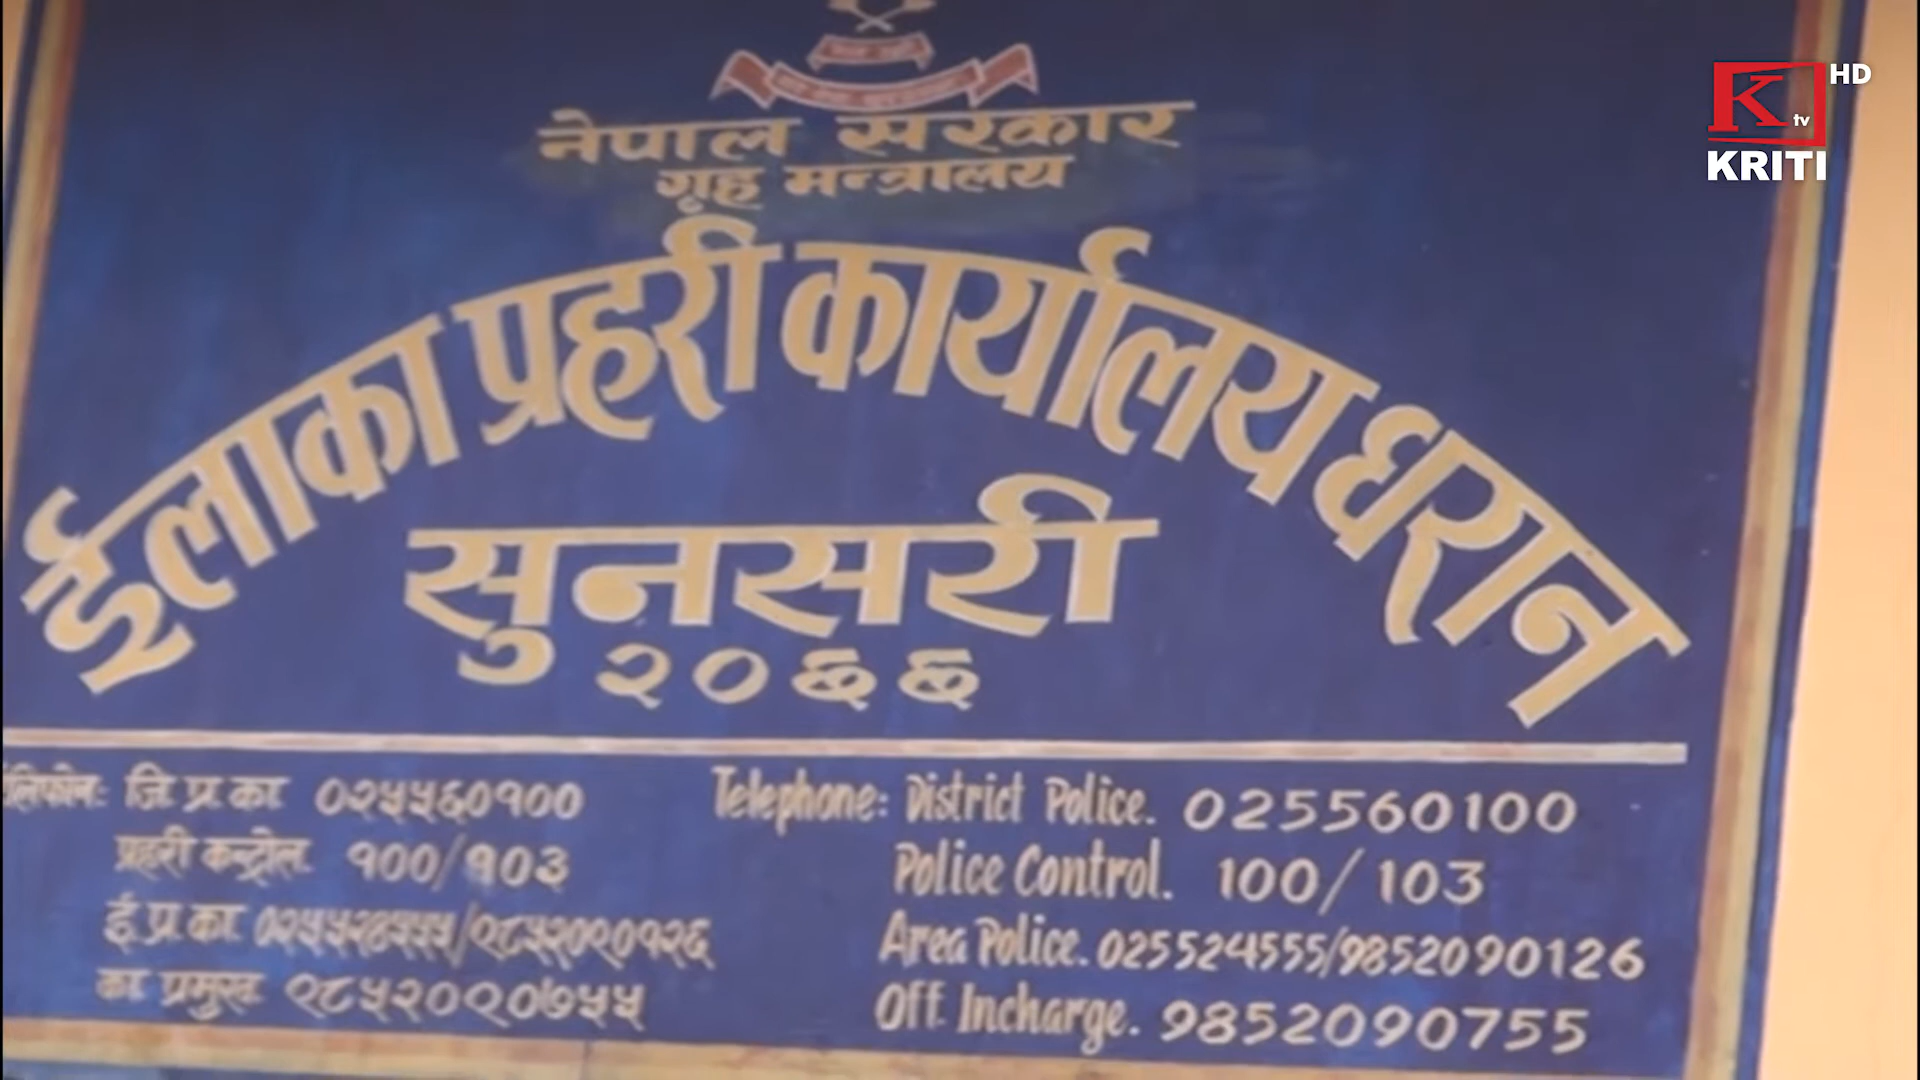 K tv HD
KRITI
नेपाल सरकार
गृह मन्त्रालय
ईलाका प्रहरी कार्यालय धरान
सुनसरी
२०६६
जि.प्र.का ०२५५६०१००
प्रहरी कन्ट्रोल १००/१०३
ई.प्र.का ०२५५२४५५५/९८५२०९०१२६
का प्रमुख ९८५२०९०७५५
Telephone: District Police. 025560100
Police Control. 100/103
Area Police. 025524555/9852090126
Off. Incharge. 9852090755